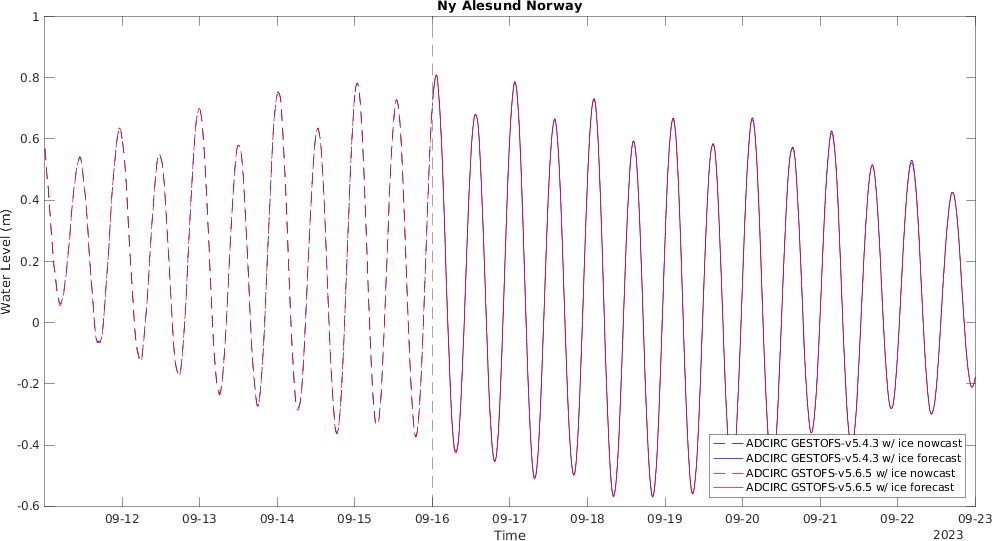 Ny Alesund Norway
1
0.8
0.6
0.4
0.2
0
-0.2
-0.4
-0.6
Water Level (m)
ADCIRC GESTOFS-v5.4.3 w/ ice nowcast
ADCIRC GESTOFS-v5.4.3 w/ ice forecast
ADCIRC GSTOFS-v5.6.5 w/ ice nowcast
ADCIRC GSTOFS-v5.6.5 w/ ice forecast
09-12 09-13 09-14 09-15 09-16 09-17 09-18 09-19 09-20 09-21 09-22 09-23
Time
2023